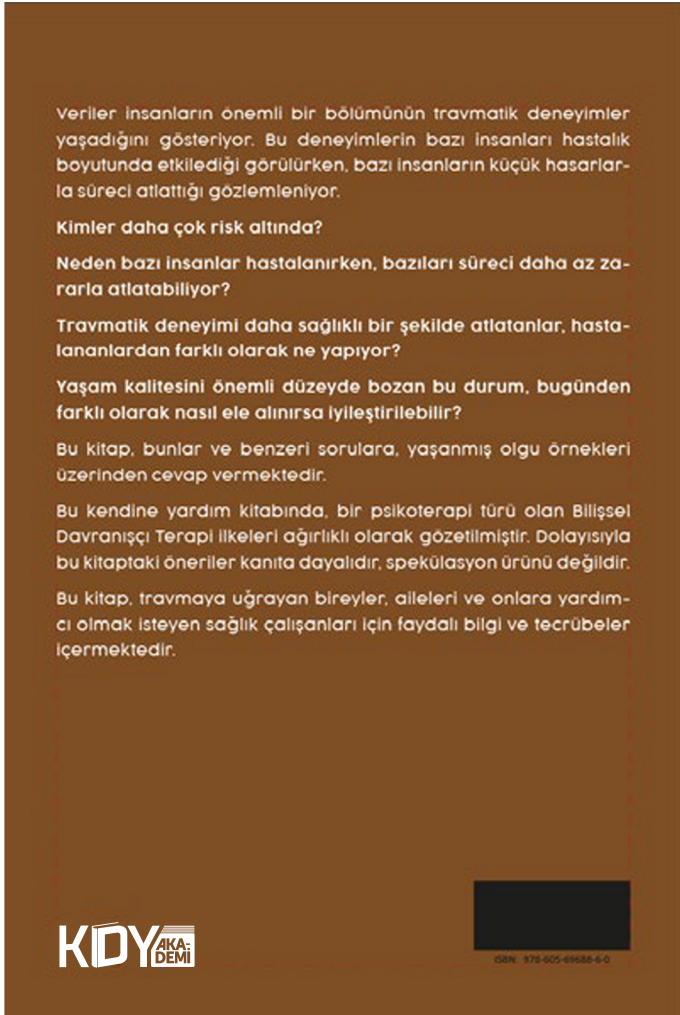 Veriler insanların önemli bir bölümünün travmatik deneyimler
yaşadığını gösteriyor. Bu deneyimlerin bazı insanları hastalık
boyutunda etkilediği görülürken, bazı insanların küçük hasarlar-
la süreci atlattığı gözlemleniyor.
Kimler daha çok risk altında?
Neden bazı insanlar hastalanırken, bazıları süreci daha az za-
rarla atlatabiliyor?
Travmatik deneyimi daha sağlıklı bir şekilde atlatanlar, hasta-
lananlardan farklı olarak ne yapıyor?
Yaşam kalitesini önemli düzeyde bozan bu durum, bugünden
farklı olarak nasıl ele alınırsa iyileştirilebilir?
Bu kitap, bunlar ve benzeri sorulara, yaşanmış olgu örnekleri
üzerinden cevap vermektedir.
Bu kendine yardım kitabında, bir psikoterapi türü olan Bilişsel
Davranışçı Terapi ilkeleri ağırlıklı olarak gözetilmiştir. Dolayısıyla
bu kitaptaki öneriler kanıta dayalıdır, spekülasyon ürünü değildir.
Bu kitap, travmaya uğrayan bireyler, aileleri ve onlara yardım-
cı olmak isteyen sağlık çalışanları için faydalı bilgi ve tecrübeler
içermektedir.
KDY AKA-
DEMİ
ISBN: 978-605-69688-6-0